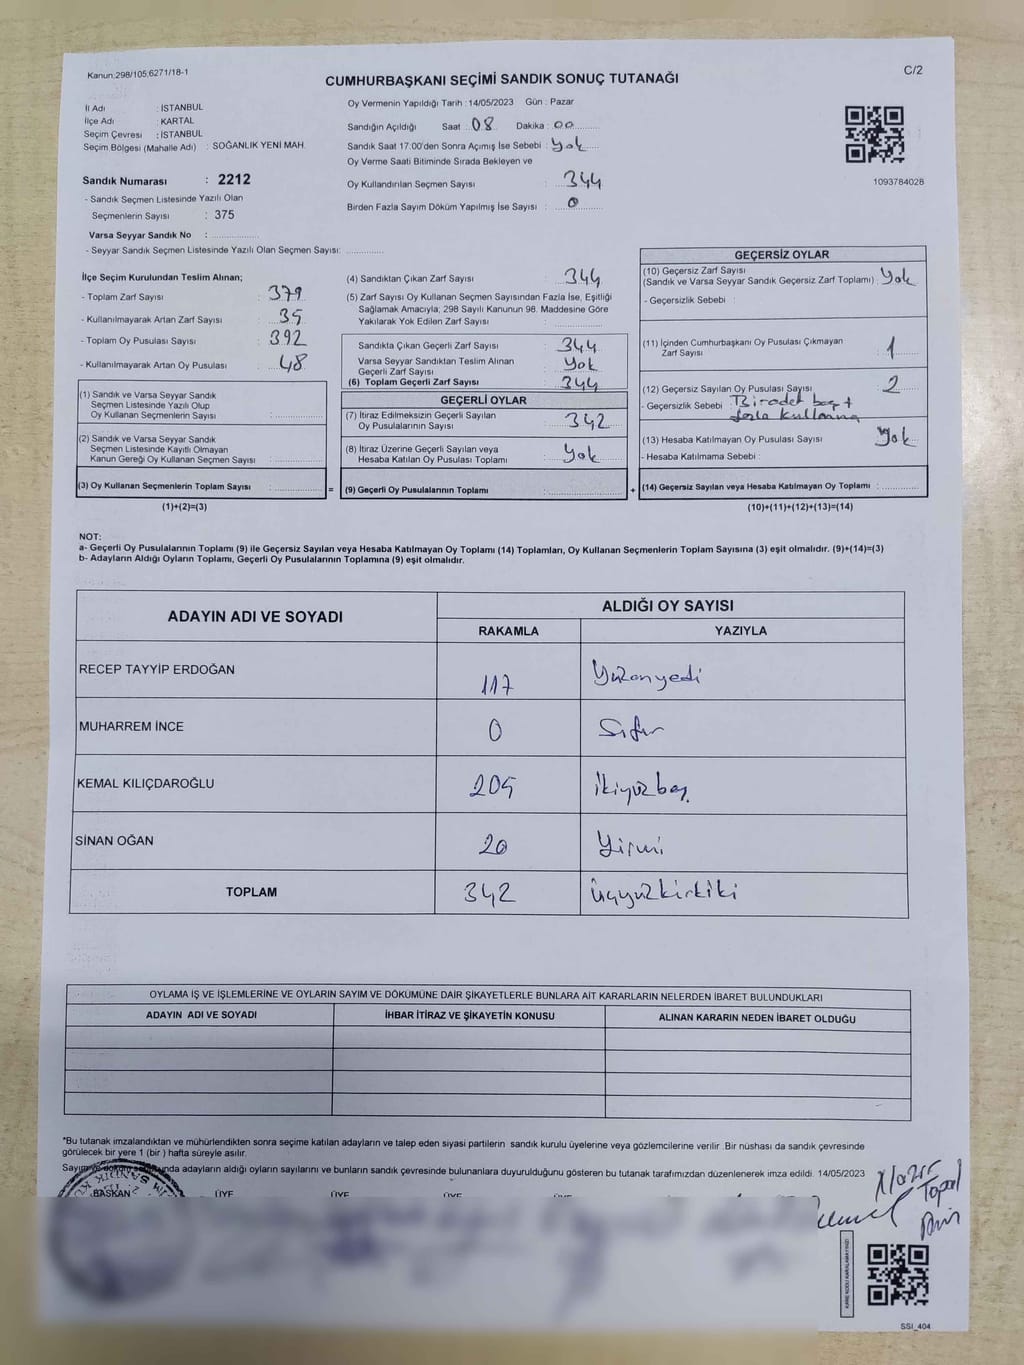 Kanun.298/105,6271/18-1
C/2
CUMHURBAŞKANI SEÇİMİ SANDIK SONUÇ TUTANAĞI
İl Adı : İSTANBUL
İlçe Adı : KARTAL
Seçim Çevresi : İSTANBUL
Seçim Bölgesi (Mahalle Adı) : SOĞANLIK YENİ MAH.
Sandık Numarası : 2212
- Sandık Seçmen Listesinde Yazılı Olan
Seçmenlerin Sayısı : 375
Varsa Seyyar Sandık No :
- Seyyar Sandık Seçmen Listesinde Yazılı Olan Seçmen Sayısı:
Oy Vermenin Yapıldığı Tarih : 14/05/2023 Gün : Pazar
Sandığın Açıldığı Saat : 08 Dakika : 00
Sandık Saat 17.00'den Sonra Açımış İse Sebebi : Yok
Oy Verme Saati Bitiminde Sırada Bekleyen ve
Oy Kullandırılan Seçmen Sayısı : 344
Birden Fazla Sayım Döküm Yapılmış İse Sayısı : 0
1093784028
İlçe Seçim Kurulundan Teslim Alınan;
- Toplam Zarf Sayısı : 379
- Kullanılmayarak Artan Zarf Sayısı : 35
- Toplam Oy Pusulası Sayısı : 392
- Kullanılmayarak Artan Oy Pusulası : 48
(1) Sandık ve Varsa Seyyar Sandık
Seçmen Listesinde Yazılı Olup
Oy Kullanan Seçmenlerin Sayısı :
(2) Sandık ve Varsa Seyyar Sandık
Seçmen Listesinde Kayıtlı Olmayan
Kanun Gereği Oy Kullanan Seçmen Sayısı :
(3) Oy Kullanan Seçmenlerin Toplam Sayısı :
(1)+(2)=(3)
(4) Sandıktan Çıkan Zarf Sayısı : 344
(5) Zarf Sayısı Oy Kullanan Seçmen Sayısından Fazla İse, Eşitliği
Sağlamak Amacıyla; 298 Sayılı Kanunun 98. Maddesine Göre
Yakılarak Yok Edilen Zarf Sayısı :
Sandıkta Çıkan Geçerli Zarf Sayısı : 344
Varsa Seyyar Sandıktan Teslim Alınan
Geçerli Zarf Sayısı : Yok
(6) Toplam Geçerli Zarf Sayısı : 344
GEÇERLİ OYLAR
(7) İtiraz Edilmeksizin Geçerli Sayılan
Oy Pusulalarının Sayısı : 342
(8) İtiraz Üzerine Geçerli Sayılan veya
Hesaba Katılan Oy Pusulası Toplamı : Yok
= (9) Geçerli Oy Pusulalarının Toplamı :
GEÇERSİZ OYLAR
(10) Geçersiz Zarf Sayısı
(Sandık ve Varsa Seyyar Sandık Geçersiz Zarf Toplamı) : Yok
- Geçersizlik Sebebi :
(11) İçinden Cumhurbaşkanı Oy Pusulası Çıkmayan
Zarf Sayısı : 1
(12) Geçersiz Sayılan Oy Pusulası Sayısı : 2
- Geçersizlik Sebebi : Bir adet boş +
fazla kullanma
(13) Hesaba Katılmayan Oy Pusulası Sayısı : Yok
- Hesaba Katılmama Sebebi :
+ (14) Geçersiz Sayılan veya Hesaba Katılmayan Oy Toplamı :
(10)+(11)+(12)+(13)=(14)
NOT:
a- Geçerli Oy Pusulalarının Toplamı (9) ile Geçersiz Sayılan veya Hesaba Katılmayan Oy Toplamı (14) Toplamları, Oy Kullanan Seçmenlerin Toplam Sayısına (3) eşit olmalıdır. (9)+(14)=(3)
b- Adayların Aldığı Oyların Toplamı, Geçerli Oy Pusulalarının Toplamına (9) eşit olmalıdır.
ADAYIN ADI VE SOYADI ALDIĞI OY SAYISI
RAKAMLA YAZIYLA
RECEP TAYYİP ERDOĞAN 117 Yüzonyedi
MUHARREM İNCE 0 Sıfır
KEMAL KILIÇDAROĞLU 205 ikiyüzbeş
SİNAN OĞAN 20 Yirmi
TOPLAM 342 üçyüzkırkiki
OYLAMA İŞ VE İŞLEMLERİNE VE OYLARIN SAYIM VE DÖKÜMÜNE DAİR ŞİKAYETLERLE BUNLARA AİT KARARLARIN NELERDEN İBARET BULUNDUKLARI
ADAYIN ADI VE SOYADI İHBAR İTİRAZ VE ŞİKAYETİN KONUSU ALINAN KARARIN NEDEN İBARET OLDUĞU
*Bu tutanak imzalandıktan ve mühürlendikten sonra seçime katılan adayların ve talep eden siyasi partilerin sandık kurulu üyelerine veya gözlemcilerine verilir .Bir nüshası da sandık çevresinde
görülecek bir yere 1 (bir ) hafta süreyle asılır.
Sayım adayların aldığı oyların sayılarını ve bunların sandık çevresinde bulunanlara duyurulduğunu gösteren bu tutanak tarafımızdan düzenlenerek imza edildi. 14/05/2023
BAŞKAN ÜYE ÜYE ÜYE ÜYE
SSI_404